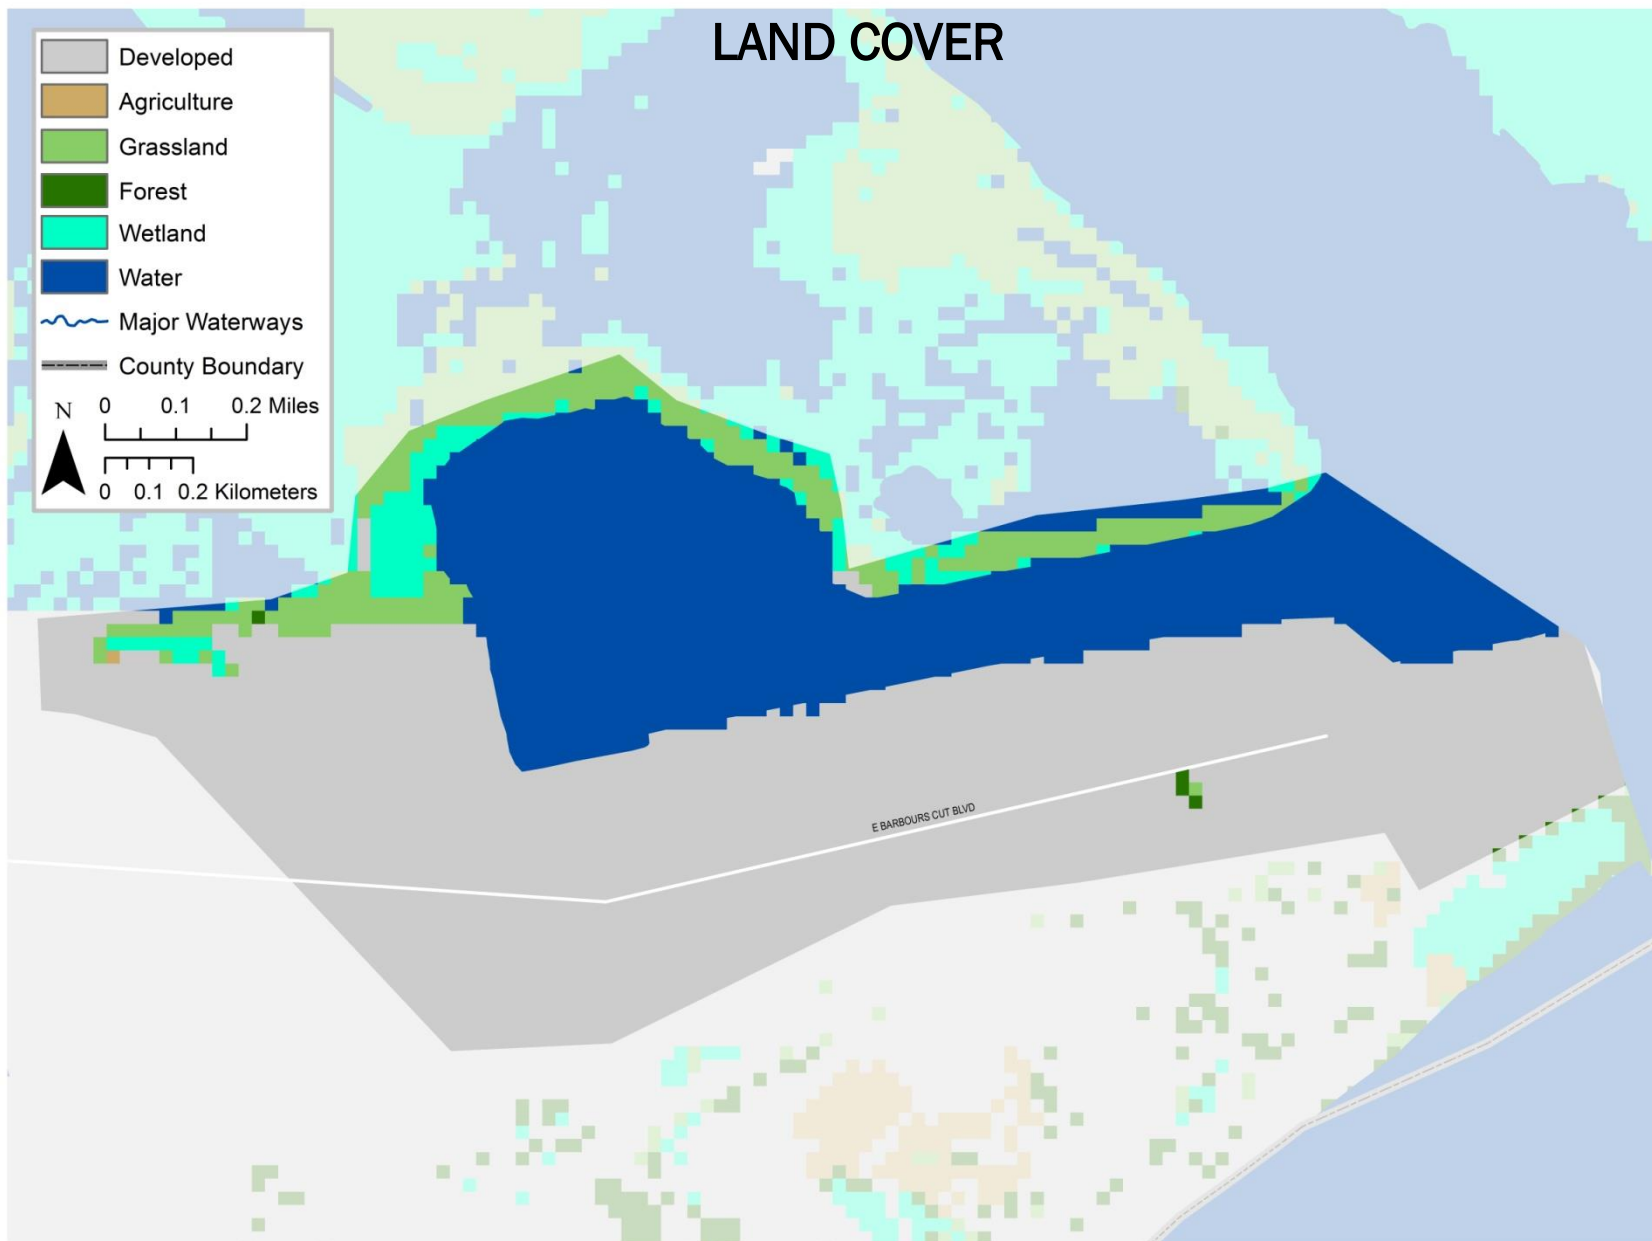 LAND COVER
Developed
Agriculture
Grassland
Forest
Wetland
Water
Major Waterways
County Boundary
N
0 0.1 0.2 Miles
0 0.1 0.2 Kilometers
E BARBOURS CUT BLVD